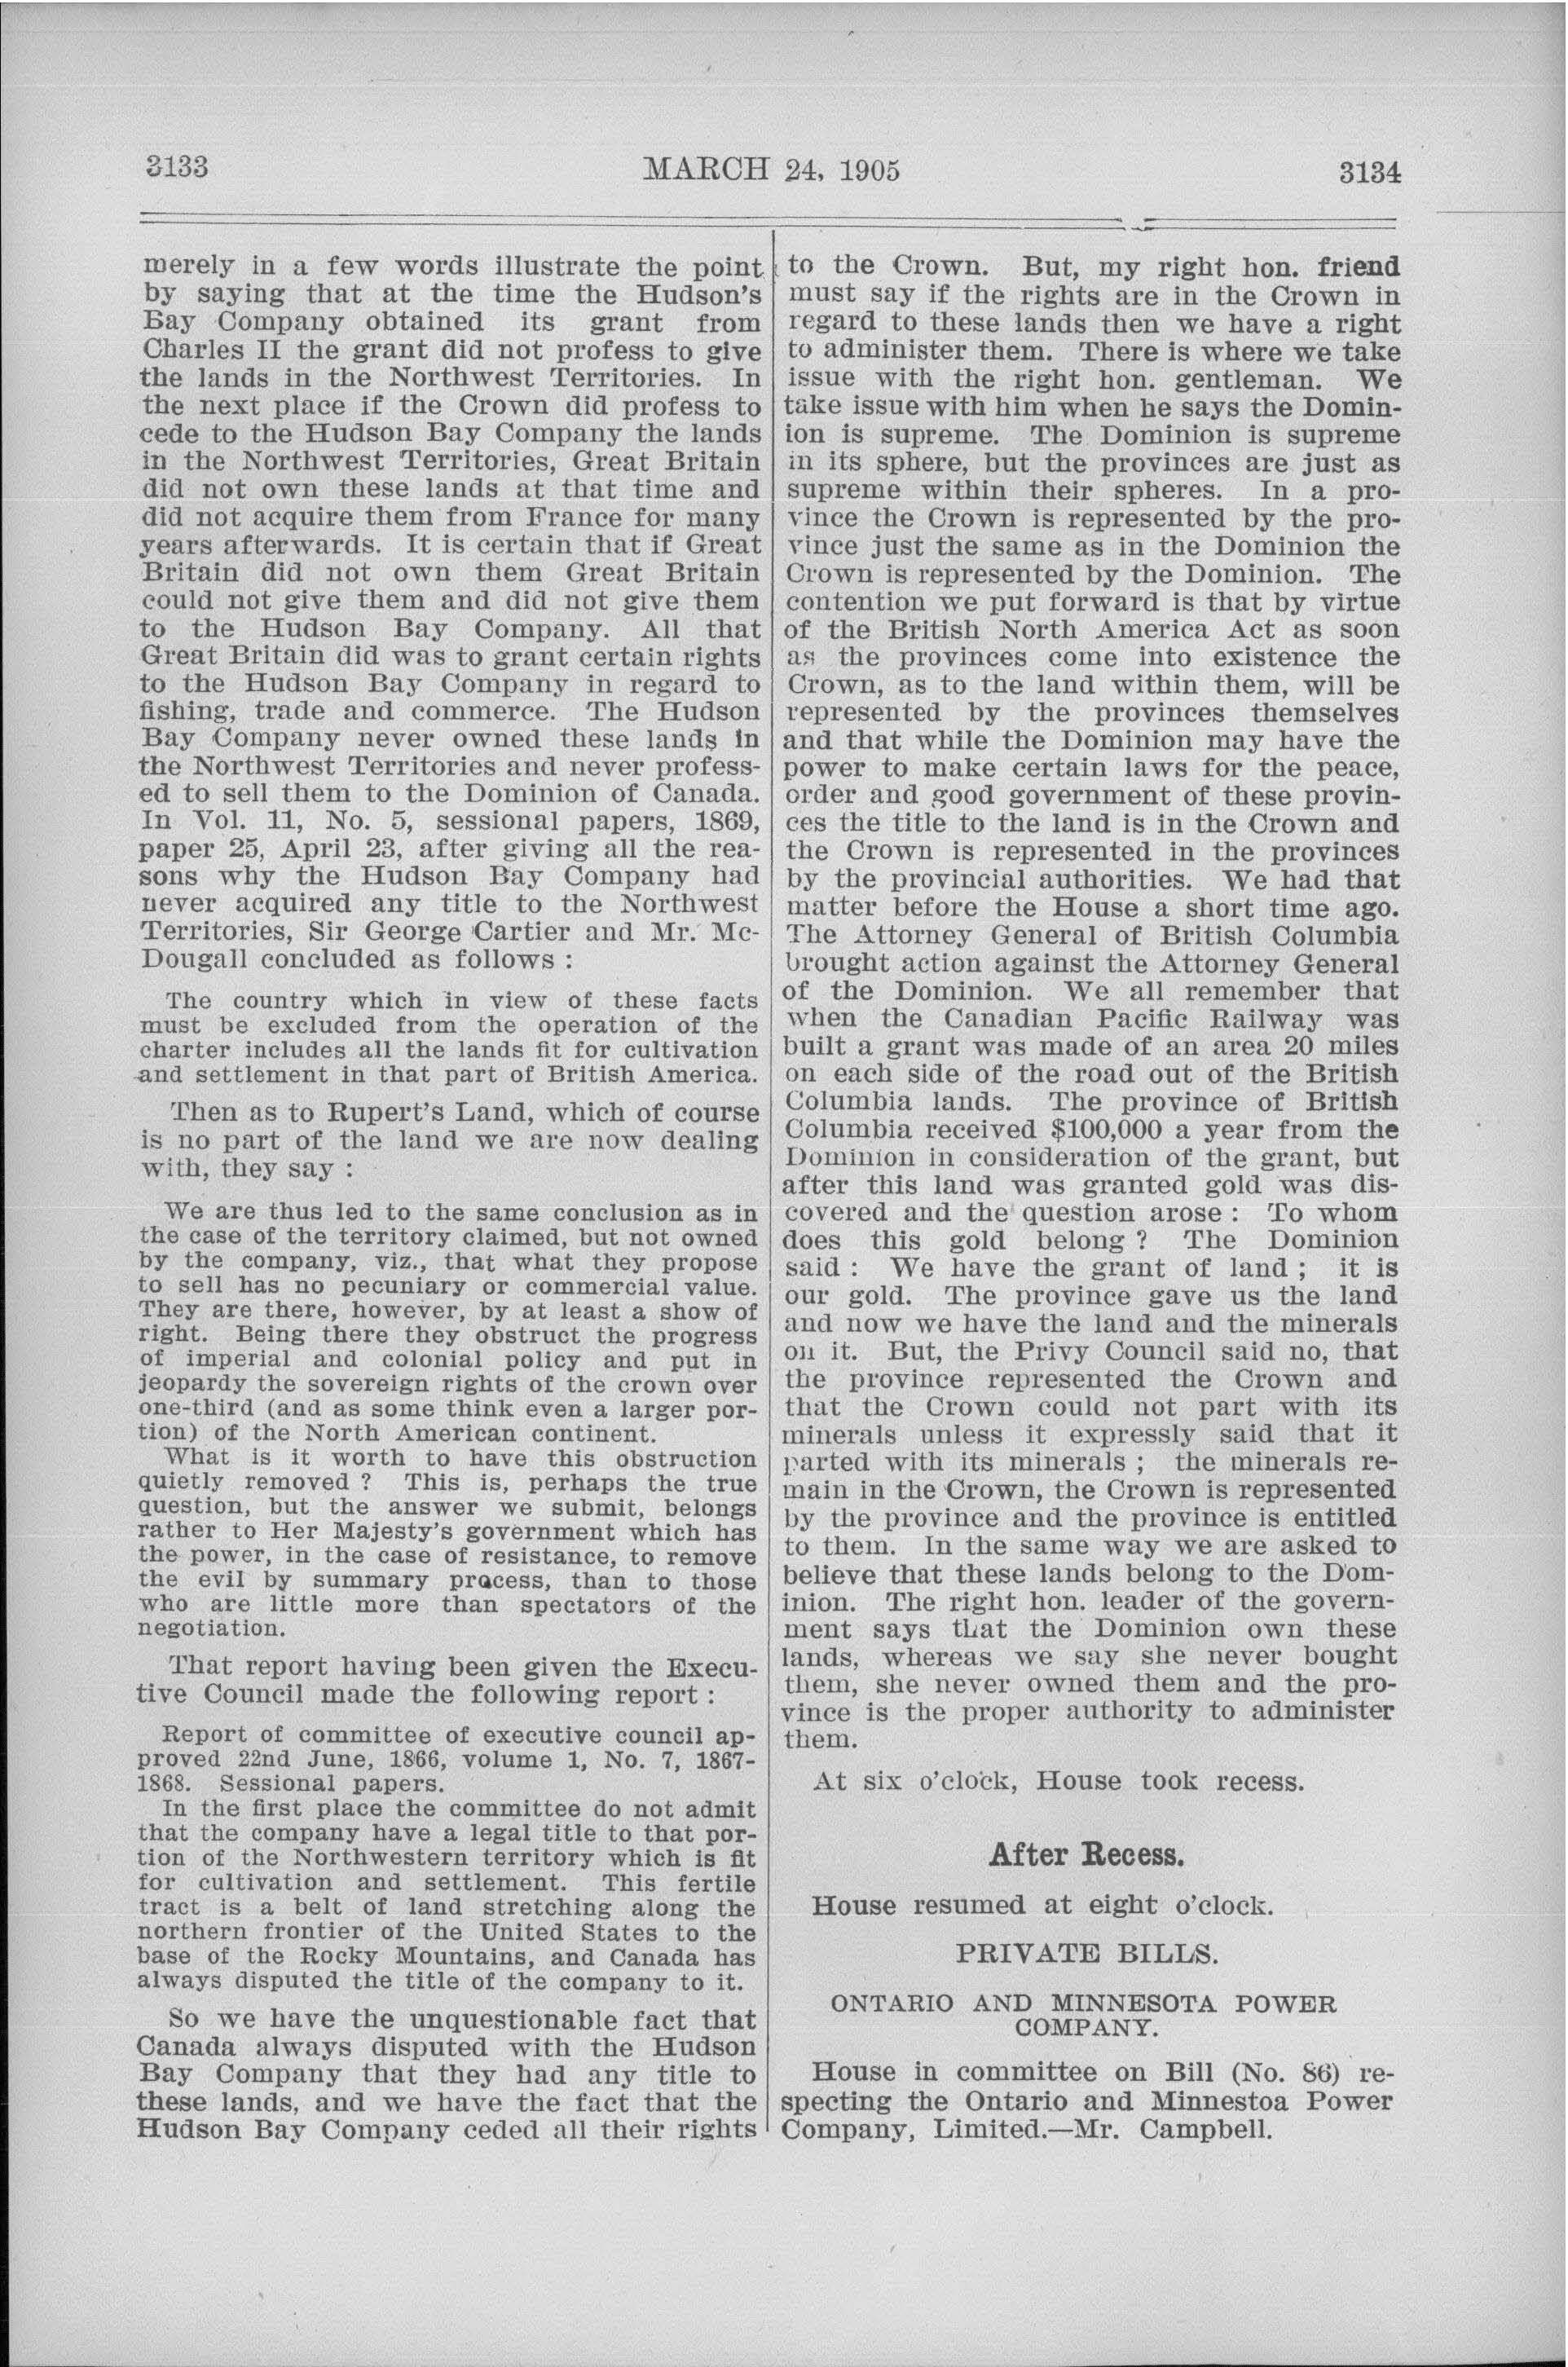 3133
MARCH 24, 1905
3134
merely in a few words illustrate the point
by saying that at the time the Hudson's
Bay Company obtained its grant from
Charles II the grant did not profess to give
the lands in the Northwest Territories. In
the next place if the Crown did profess to
cede to the Hudson Bay Company the lands
in the Northwest Territories, Great Britain
did not own these lands at that time and
did not acquire them from France for many
years afterwards. It is certain that if Great
Britain did not own them Great Britain
could not give them and did not give them
to the Hudson Bay Company. All that
Great Britain did was to grant certain rights
to the Hudson Bay Company in regard to
fishing, trade and commerce. The Hudson
Bay Company never owned these lands in
the Northwest Territories and never profess-
ed to sell them to the Dominion of Canada.
In Vol. 11, No. 5, sessional papers, 1869,
paper 25, April 23, after giving all the rea-
sons why the Hudson Bay Company had
never acquired any title to the Northwest
Territories, Sir George Cartier and Mr. Mc-
Dougall concluded as follows :
The country which in view of these facts
must be excluded from the operation of the
charter includes all the lands fit for cultivation
and settlement in that part of British America.
Then as to Rupert's Land, which of course
is no part of the land we are now dealing
with, they say :
We are thus led to the same conclusion as in
the case of the territory claimed, but not owned
by the company, viz., that what they propose
to sell has no pecuniary or commercial value.
They are there, however, by at least a show of
right. Being there they obstruct the progress
of imperial and colonial policy and put in
jeopardy the sovereign rights of the crown over
one-third (and as some think even a larger por-
tion) of the North American continent.
What is it worth to have this obstruction
quietly removed ? This is, perhaps the true
question, but the answer we submit, belongs
rather to Her Majesty's government which has
the power, in the case of resistance, to remove
the evil by summary process, than to those
who are little more than spectators of the
negotiation.
That report having been given the Execu-
tive Council made the following report :
Report of committee of executive council ap-
proved 22nd June, 1866, volume 1, No. 7, 1867-
1868. Sessional papers.
In the first place the committee do not admit
that the company have a legal title to that por-
tion of the Northwestern territory which is fit
for cultivation and settlement. This fertile
tract is a belt of land stretching along the
northern frontier of the United States to the
base of the Rocky Mountains, and Canada has
always disputed the title of the company to it.
So we have the unquestionable fact that
Canada always disputed with the Hudson
Bay Company that they had any title to
these lands, and we have the fact that the
Hudson Bay Company ceded all their rights
to the Crown. But, my right hon. friend
must say if the rights are in the Crown in
regard to these lands then we have a right
to administer them. There is where we take
issue with the right hon. gentleman. We
take issue with him when he says the Domin-
ion is supreme. The Dominion is supreme
in its sphere, but the provinces are just as
supreme within their spheres. In a pro-
vince the Crown is represented by the pro-
vince just the same as in the Dominion the
Crown is represented by the Dominion. The
contention we put forward is that by virtue
of the British North America Act as soon
as the provinces come into existence the
Crown, as to the land within them, will be
represented by the provinces themselves
and that while the Dominion may have the
power to make certain laws for the peace,
order and good government of these provin-
ces the title to the land is in the Crown and
the Crown is represented in the provinces
by the provincial authorities. We had that
matter before the House a short time ago.
The Attorney General of British Columbia
brought action against the Attorney General
of the Dominion. We all remember that
when the Canadian Pacific Railway was
built a grant was made of an area 20 miles
on each side of the road out of the British
Columbia lands. The province of British
Columbia received $100,000 a year from the
Dominion in consideration of the grant, but
after this land was granted gold was dis-
covered and the question arose : To whom
does this gold belong ? The Dominion
said : We have the grant of land ; it is
our gold. The province gave us the land
and now we have the land and the minerals
on it. But, the Privy Council said no, that
the province represented the Crown and
that the Crown could not part with its
minerals unless it expressly said that it
parted with its minerals ; the minerals re-
main in the Crown, the Crown is represented
by the province and the province is entitled
to them. In the same way we are asked to
believe that these lands belong to the Dom-
inion. The right hon. leader of the govern-
ment says that the Dominion own these
lands, whereas we say she never bought
them, she never owned them and the pro-
vince is the proper authority to administer
them.
At six o'clock, House took recess.
After Recess.
House resumed at eight o'clock.
PRIVATE BILLS.
ONTARIO AND MINNESOTA POWER
COMPANY.
House in committee on Bill (No. 86) re-
specting the Ontario and Minnestoa Power
Company, Limited.—Mr. Campbell.